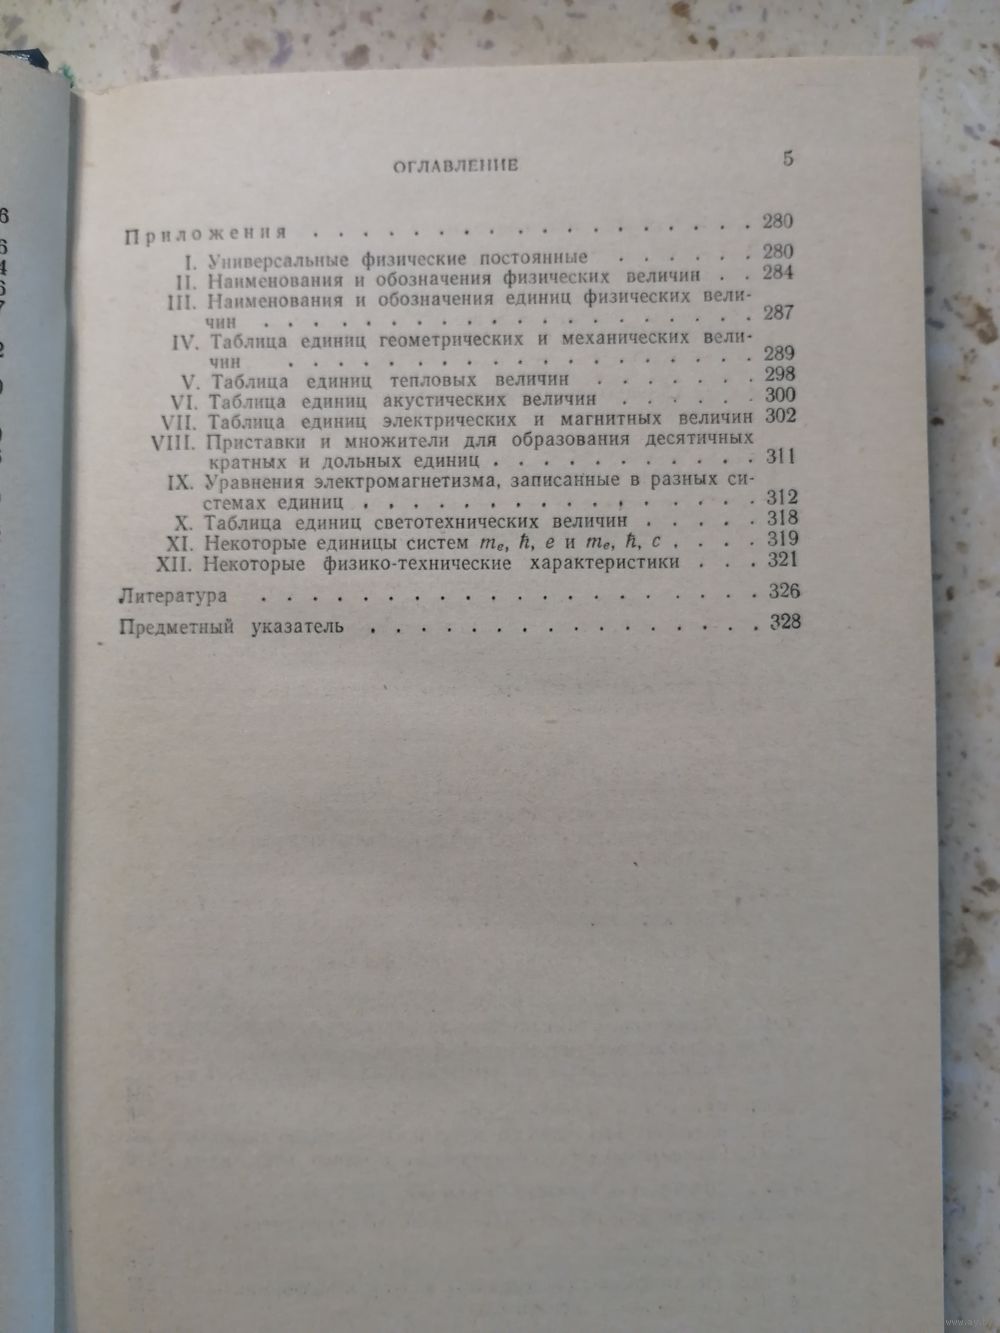 ОГЛАВЛЕНИЕ 5
Приложения . . . . . . . . . . . . . . . . . . 280
I. Универсальные физические постоянные . . . . . . 280
II. Наименования и обозначения физических величин . . 284
III. Наименования и обозначения единиц физических вели-
чин . . . . . . . . . . . . . . . . . . . . 287
IV. Таблица единиц геометрических и механических вели-
чин . . . . . . . . . . . . . . . . . . 289
V. Таблица единиц тепловых величин . . . . . . 298
VI. Таблица единиц акустических величин . . . . . 300
VII. Таблица единиц электрических и магнитных величин 302
VIII. Приставки и множители для образования десятичных
кратных и дольных единиц . . . . . . . . . . 311
IX. Уравнения электромагнетизма, записанные в разных си-
стемах единиц . . . . . . . . . . . . . . . 312
X. Таблица единиц светотехнических величин . . . . . 318
XI. Некоторые единицы систем mₑ, ħ, e и mₑ, ħ, c . . . . 319
XII. Некоторые физико-технические характеристики . . . 321
Литература . . . . . . . . . . . . . . . . . . . . 326
Предметный указатель . . . . . . . . . . . . . . . 328